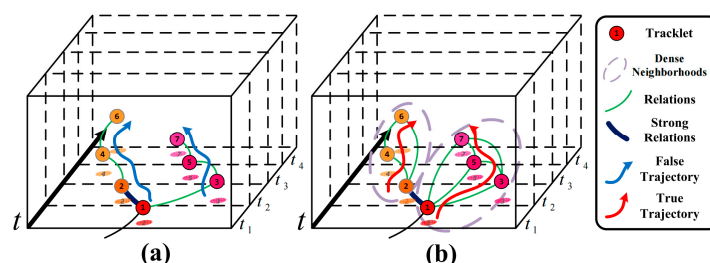 6
7
4
5
2
3
1
t
t1
t2
t3
t4
(a)
6
7
4
5
2
3
1
t
t1
t2
t3
t4
(b)
1
Tracklet
Dense
Neighborhoods
Relations
Strong
Relations
False
Trajectory
True
Trajectory